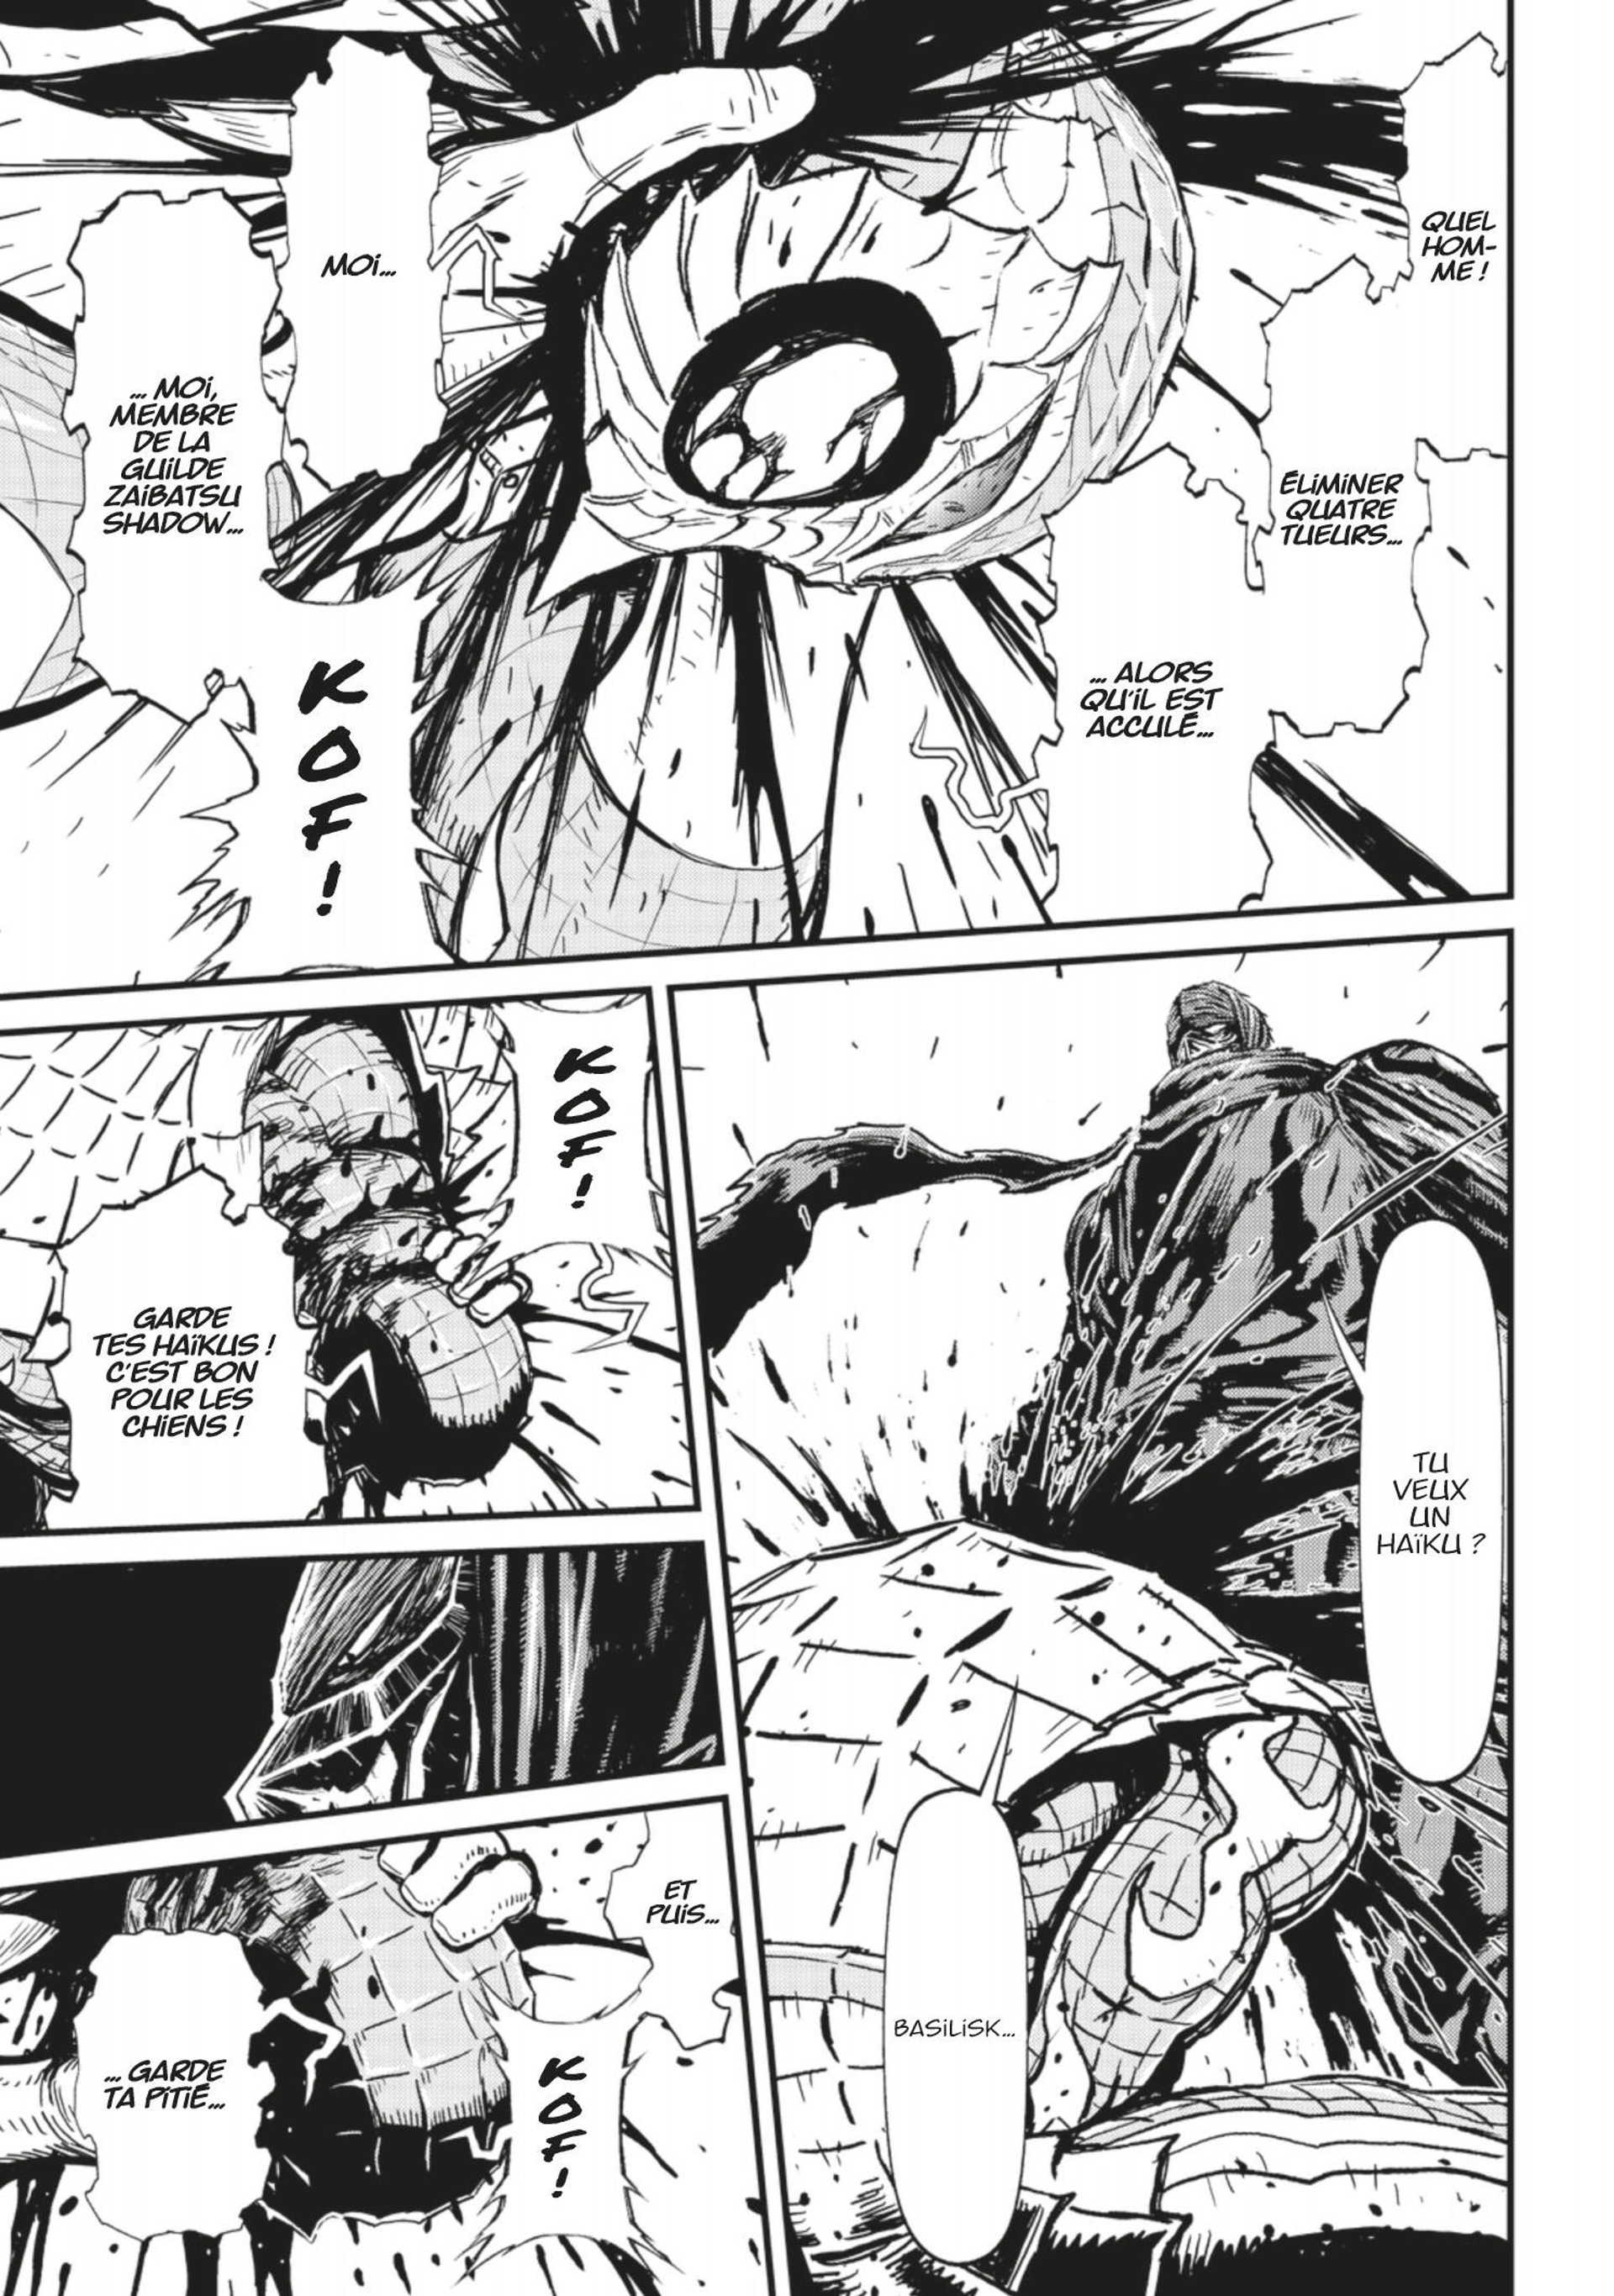 QUEL
HOM-
ME !
ÉLIMINER
QUATRE
TUEURS...
... ALORS
QU'IL EST
ACCULÉ...
MOI...
... MOI,
MEMBRE
DE LA
GUILDE
ZAIBATSU
SHADOW...
KOF !
TU
VEUX
UN
HAÏKU ?
BASILISK...
KOF !
GARDE
TES HAÏKUS !
C'EST BON
POUR LES
CHIENS !
ET
PUIS...
KOF !
... GARDE
TA PITIÉ...